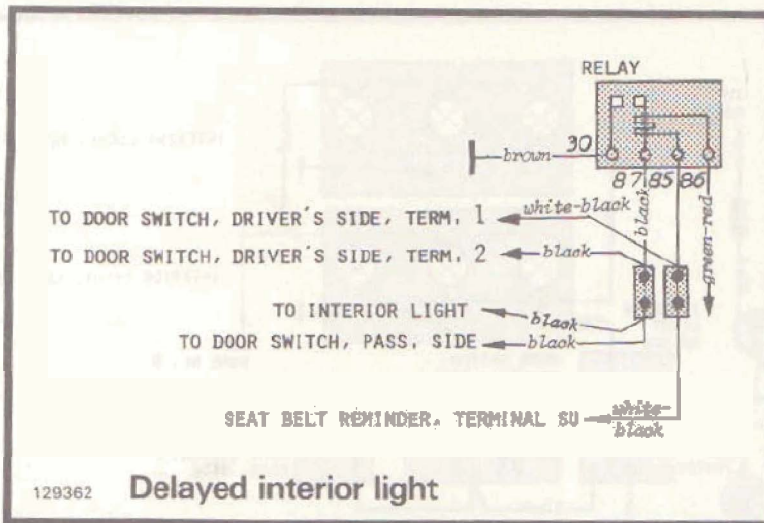 RELAY
brown 30
87 85 86
TO DOOR SWITCH, DRIVER'S SIDE, TERM. 1 white-black
black
green-red
TO DOOR SWITCH, DRIVER'S SIDE, TERM. 2 black
TO INTERIOR LIGHT black
TO DOOR SWITCH, PASS. SIDE black
SEAT BELT REMINDER, TERMINAL SU white-
black
129362 Delayed interior light